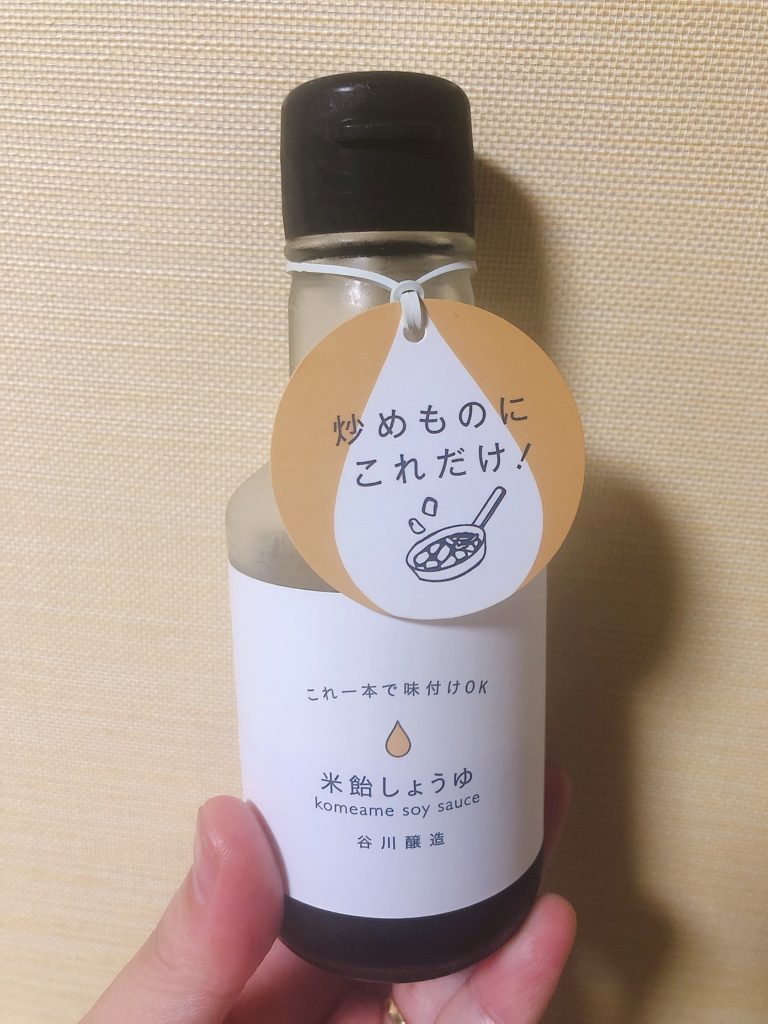 炒めものに
これだけ!
これ一本で味付けOK
米飴しょうゆ
komeame soy sauce
谷川醸造